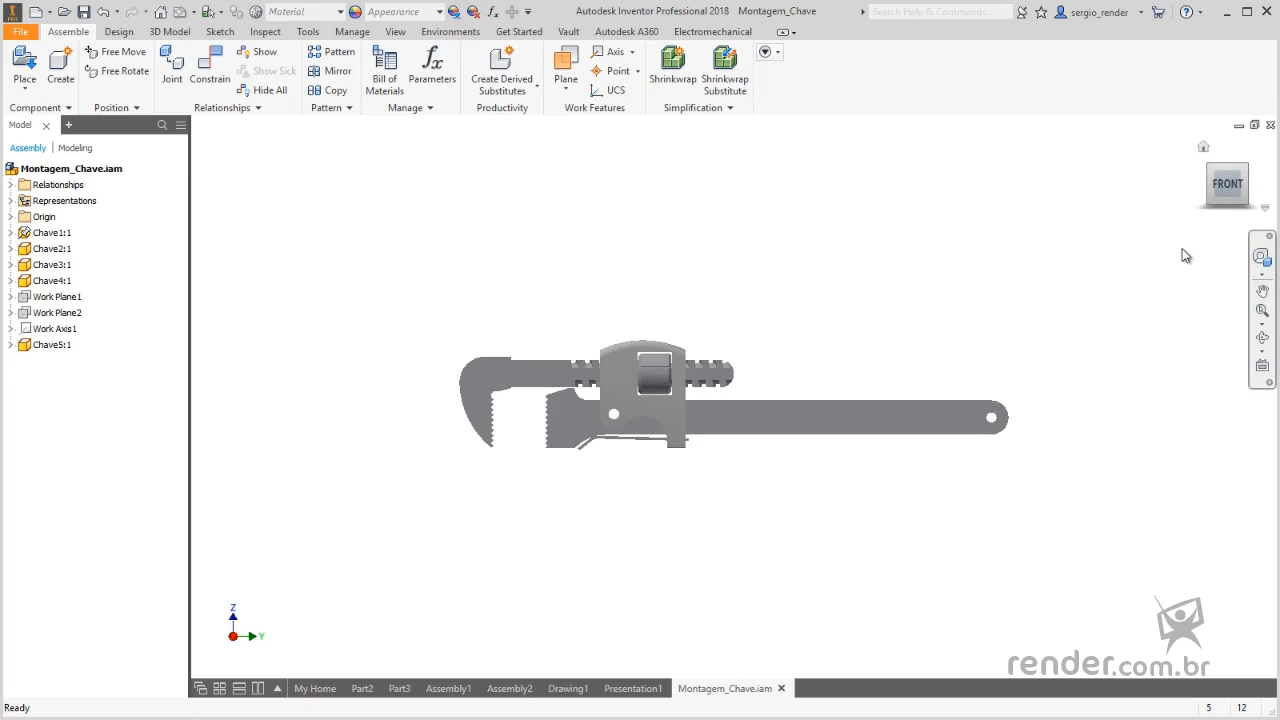 I
PRO
Material
Appearance
fx
Autodesk Inventor Professional 2018 Montagem_Chave
Search Help & Commands...
sergio_render
File Assemble Design 3D Model Sketch Inspect Tools Manage View Environments Get Started Vault Autodesk A360 Electromechanical
Place
Create
Free Move
Free Rotate
Joint
Constrain
Show
Show Sick
Hide All
Pattern
Mirror
Copy
Bill of
Materials
fx
Parameters
Create Derived
Substitutes
Plane
Axis
Point
UCS
Shrinkwrap
Shrinkwrap
Substitute
Component Position Relationships Pattern Manage Productivity Work Features Simplification
Model
Assembly | Modeling
Montagem_Chave.iam
Relationships
Representations
Origin
Chave1:1
Chave2:1
Chave3:1
Chave4:1
Work Plane1
Work Plane2
Work Axis1
Chave5:1
FRONT
Z
Y
render.com.br
My Home Part2 Part3 Assembly1 Assembly2 Drawing1 Presentation1 Montagem_Chave.iam
Ready 5 12